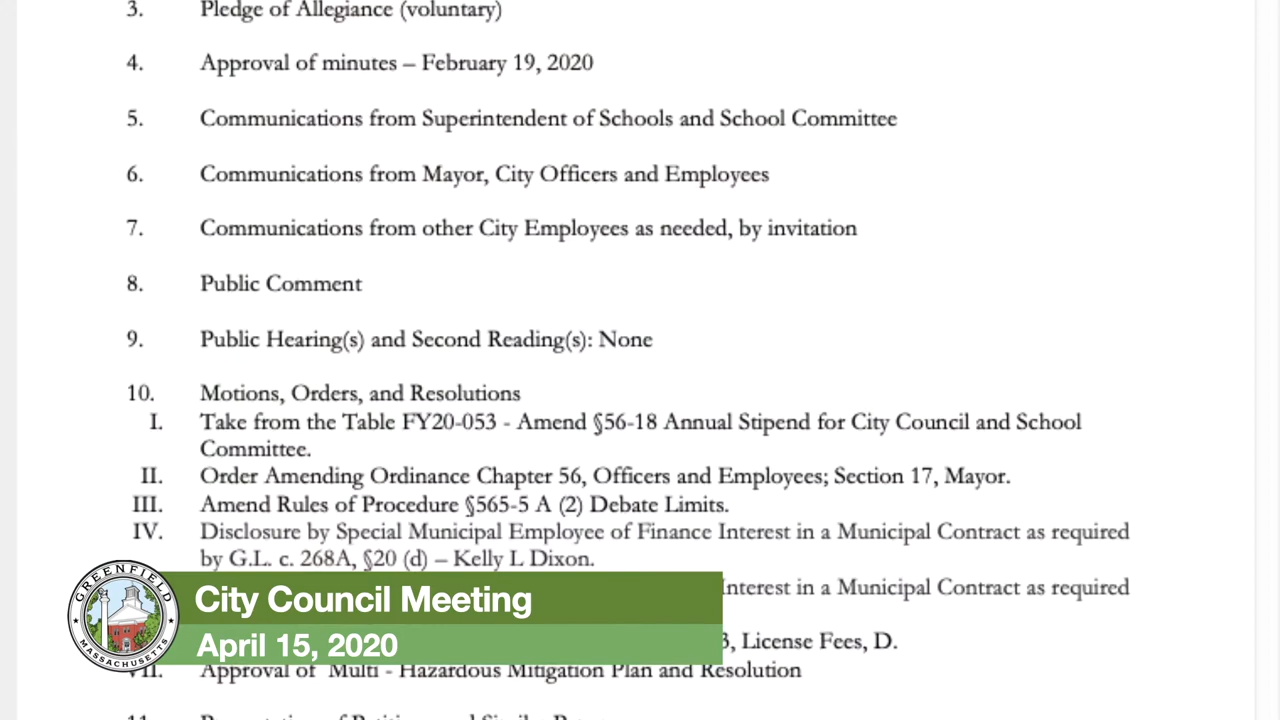 3. Pledge of Allegiance (voluntary)
4. Approval of minutes – February 19, 2020
5. Communications from Superintendent of Schools and School Committee
6. Communications from Mayor, City Officers and Employees
7. Communications from other City Employees as needed, by invitation
8. Public Comment
9. Public Hearing(s) and Second Reading(s): None
10. Motions, Orders, and Resolutions
I. Take from the Table FY20-053 - Amend §56-18 Annual Stipend for City Council and School
Committee.
II. Order Amending Ordinance Chapter 56, Officers and Employees; Section 17, Mayor.
III. Amend Rules of Procedure §565-5 A (2) Debate Limits.
IV. Disclosure by Special Municipal Employee of Finance Interest in a Municipal Contract as required
by G.L. c. 268A, §20 (d) – Kelly L Dixon.
Interest in a Municipal Contract as required
, License Fees, D.
VII. Approval of Multi - Hazardous Mitigation Plan and Resolution
11.
GREENFIELD
MASSACHUSETTS
City Council Meeting
April 15, 2020